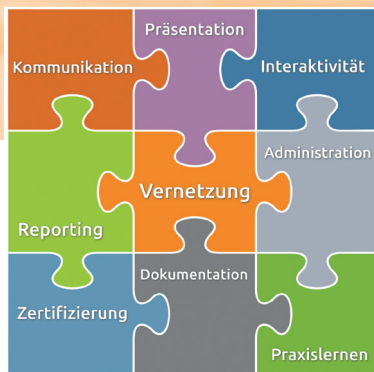 Kommunikation
Präsentation
Interaktivität
Reporting
Vernetzung
Administration
Zertifizierung
Dokumentation
Praxislernen